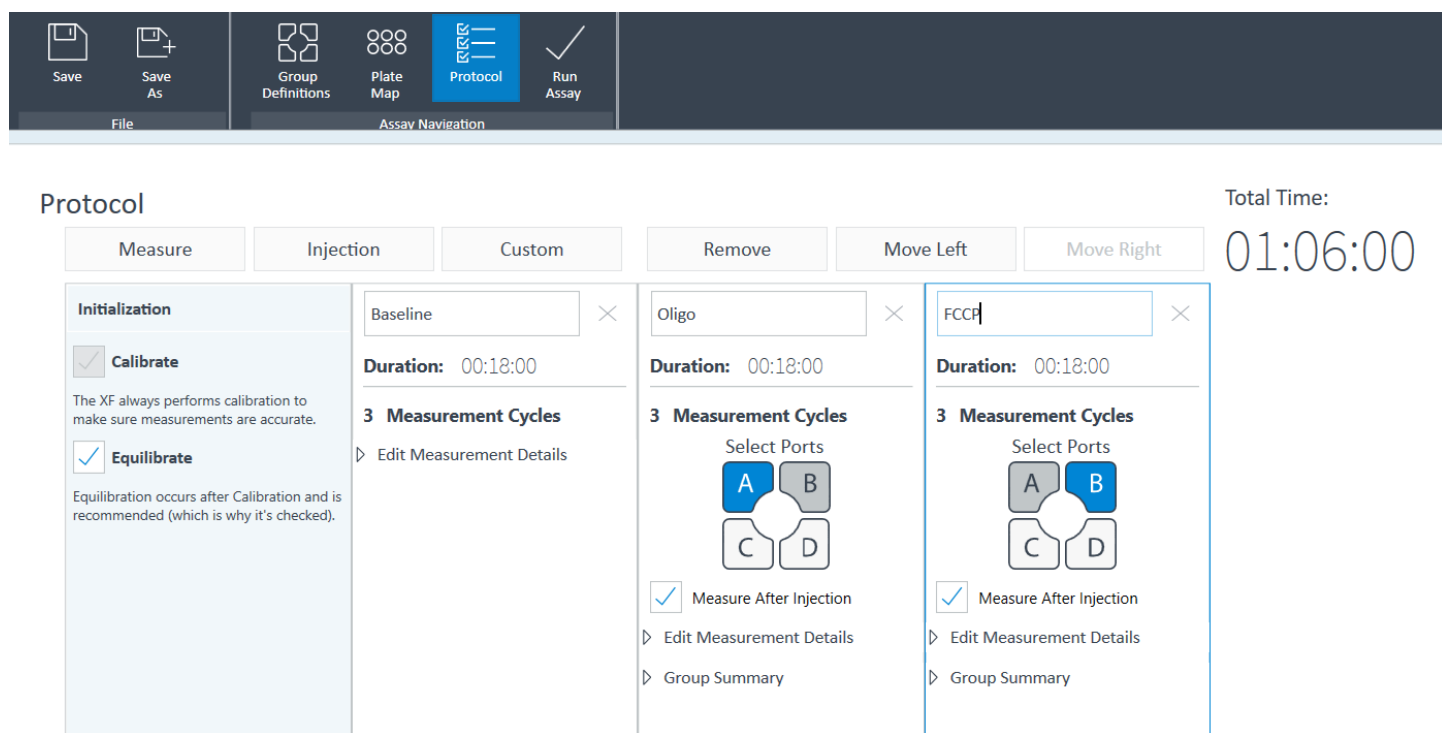 Save
Save
As
Group
Definitions
Plate
Map
Protocol
Run
Assay
File
Assay Navigation
Protocol
Total Time:
01:06:00
Measure
Injection
Custom
Remove
Move Left
Move Right
Initialization
Calibrate
The XF always performs calibration to
make sure measurements are accurate.
Equilibrate
Equilibration occurs after Calibration and is
recommended (which is why it's checked).
Baseline
Duration: 00:18:00
3 Measurement Cycles
Edit Measurement Details
Oligo
Duration: 00:18:00
3 Measurement Cycles
Select Ports
A B
C D
Measure After Injection
Edit Measurement Details
Group Summary
FCCP
Duration: 00:18:00
3 Measurement Cycles
Select Ports
A B
C D
Measure After Injection
Edit Measurement Details
Group Summary